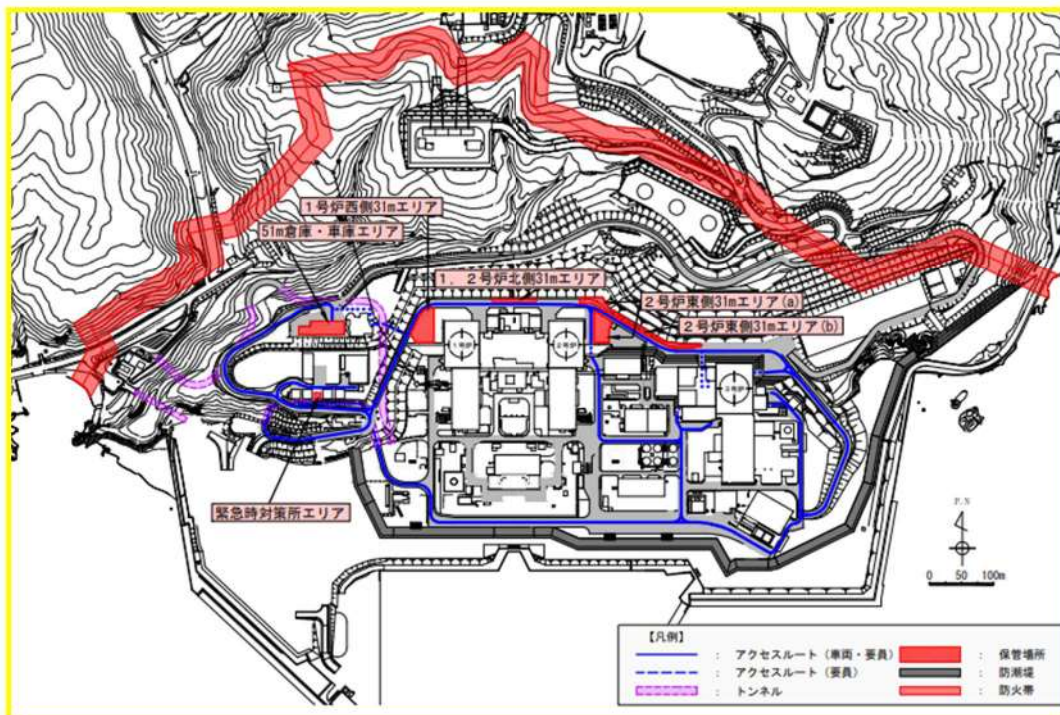 1号炉西側31mエリア
51m倉庫・車庫エリア
1,2号炉北側31mエリア
2号炉東側31mエリア(a)
2号炉東側31mエリア(b)
1号炉
2号炉
3号炉
緊急時対策所エリア
P.N
0 50 100m
【凡例】
: アクセスルート(車両・要員)
: 保管場所
: アクセスルート(要員)
: 防潮堤
: トンネル
: 防火帯